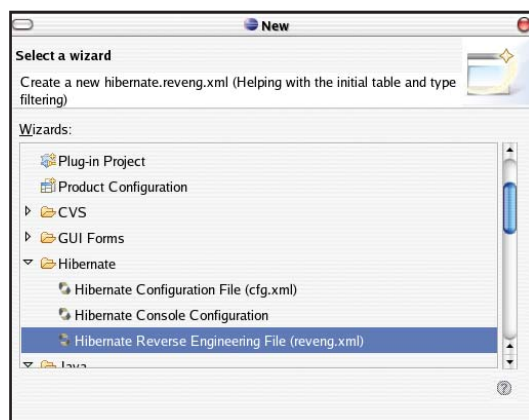 New
Select a wizard
Create a new hibernate.reveng.xml (Helping with the initial table and type
filtering)
Wizards:
Plug-in Project
Product Configuration
CVS
GUI Forms
Hibernate
Hibernate Configuration File (cfg.xml)
Hibernate Console Configuration
Hibernate Reverse Engineering File (reveng.xml)
Java
?